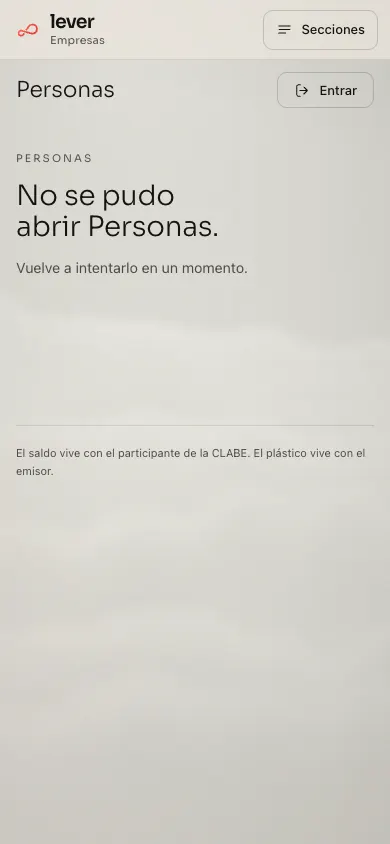 lever
Empresas
Secciones
Personas
Entrar
PERSONAS
No se pudo
abrir Personas.
Vuelve a intentarlo en un momento.
El saldo vive con el participante de la CLABE. El plástico vive con el
emisor.